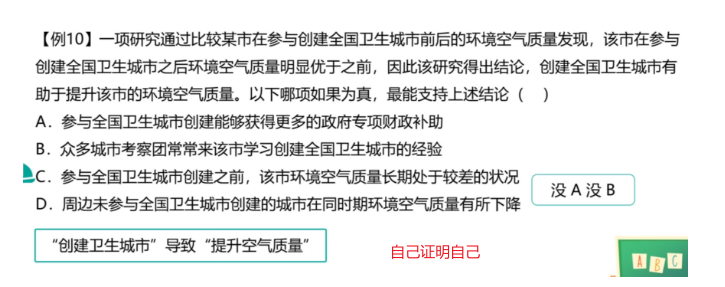 【例10】一项研究通过比较某市在参与创建全国卫生城市前后的环境空气质量发现，该市在参与
创建全国卫生城市之后环境空气质量明显优于之前，因此该研究得出结论，创建全国卫生城市有
助于提升该市的环境空气质量。以下哪项如果为真，最能支持上述结论（    ）
A．参与全国卫生城市创建能够获得更多的政府专项财政补助
B．众多城市考察团常常来该市学习创建全国卫生城市的经验
C．参与全国卫生城市创建之前，该市环境空气质量长期处于较差的状况
没 A 没 B
D．周边未参与全国卫生城市创建的城市在同时期环境空气质量有所下降
“创建卫生城市”导致“提升空气质量”
自己证明自己
A B C